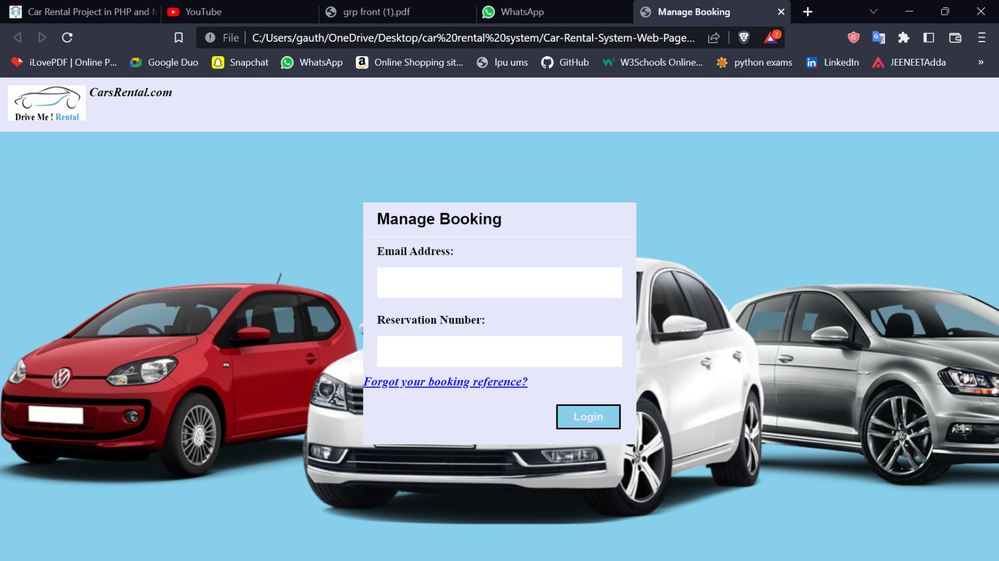 Car Rental Project in PHP and M
YouTube
grp front (1).pdf
WhatsApp
Manage Booking
File
C:/Users/gauth/OneDrive/Desktop/car%20rental%20system/Car-Rental-System-Web-Page...
7
iLovePDF | Online P...
Google Duo
Snapchat
WhatsApp
Online Shopping sit...
lpu ums
GitHub
W3Schools Online...
python exams
LinkedIn
JEENEETAdda
»
CarsRental.com
Drive Me ! Rental
Manage Booking
Email Address:
Reservation Number:
Forgot your booking reference?
Login